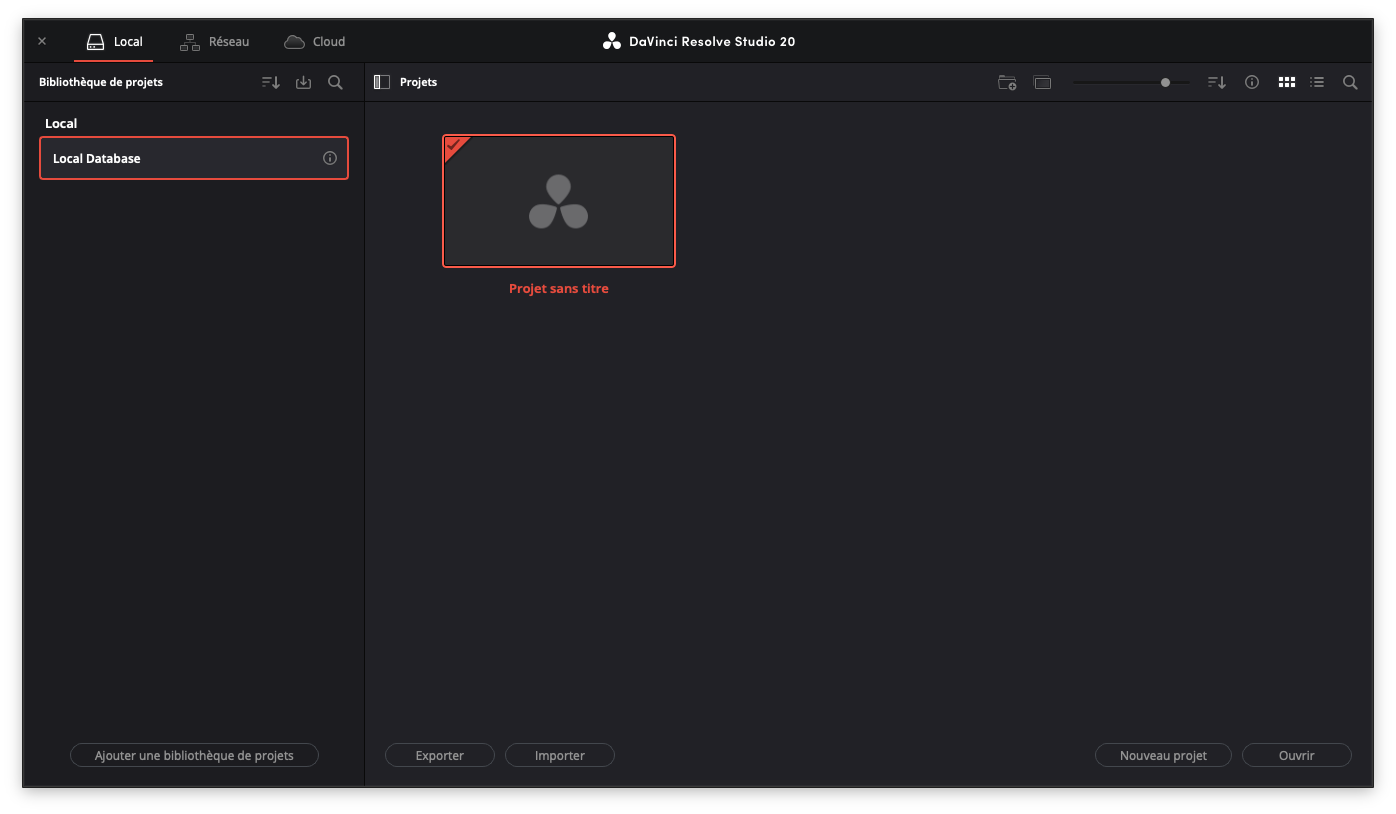 Local
Réseau
Cloud
DaVinci Resolve Studio 20
Bibliothèque de projets
Projets
Local
Local Database
Projet sans titre
Ajouter une bibliothèque de projets
Exporter
Importer
Nouveau projet
Ouvrir